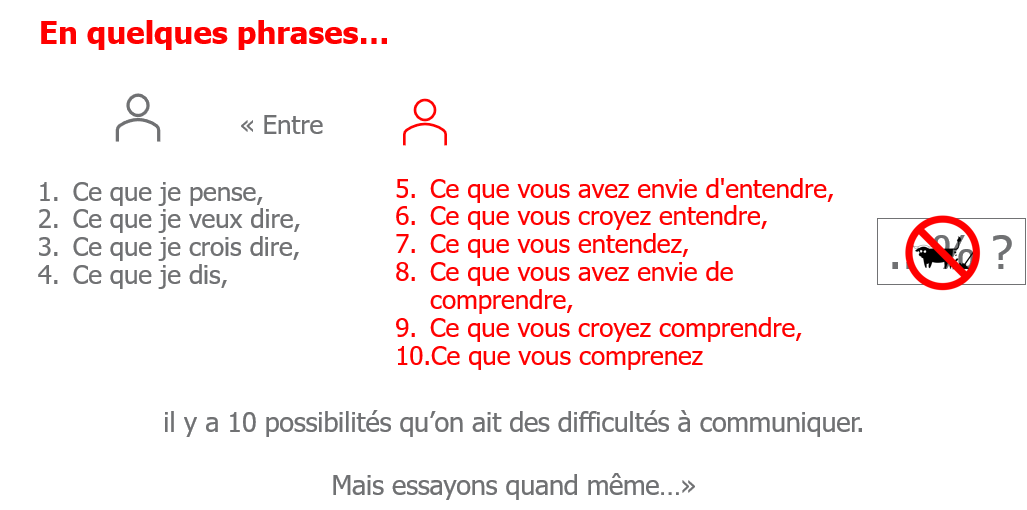 En quelques phrases…
« Entre
1. Ce que je pense,
2. Ce que je veux dire,
3. Ce que je crois dire,
4. Ce que je dis,
5. Ce que vous avez envie d'entendre,
6. Ce que vous croyez entendre,
7. Ce que vous entendez,
8. Ce que vous avez envie de
comprendre,
9. Ce que vous croyez comprendre,
10.Ce que vous comprenez
% ?
il y a 10 possibilités qu’on ait des difficultés à communiquer.
Mais essayons quand même…»